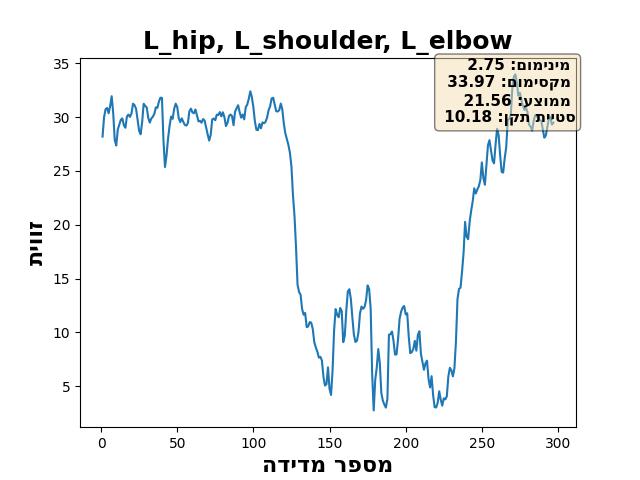 L_hip, L_shoulder, L_elbow
מינימום: 2.75
מקסימום: 33.97
ממוצע: 21.56
סטיית תקן: 10.18
35
30
25
20
15
10
5
זווית
0 50 100 150 200 250 300
מספר מדידה